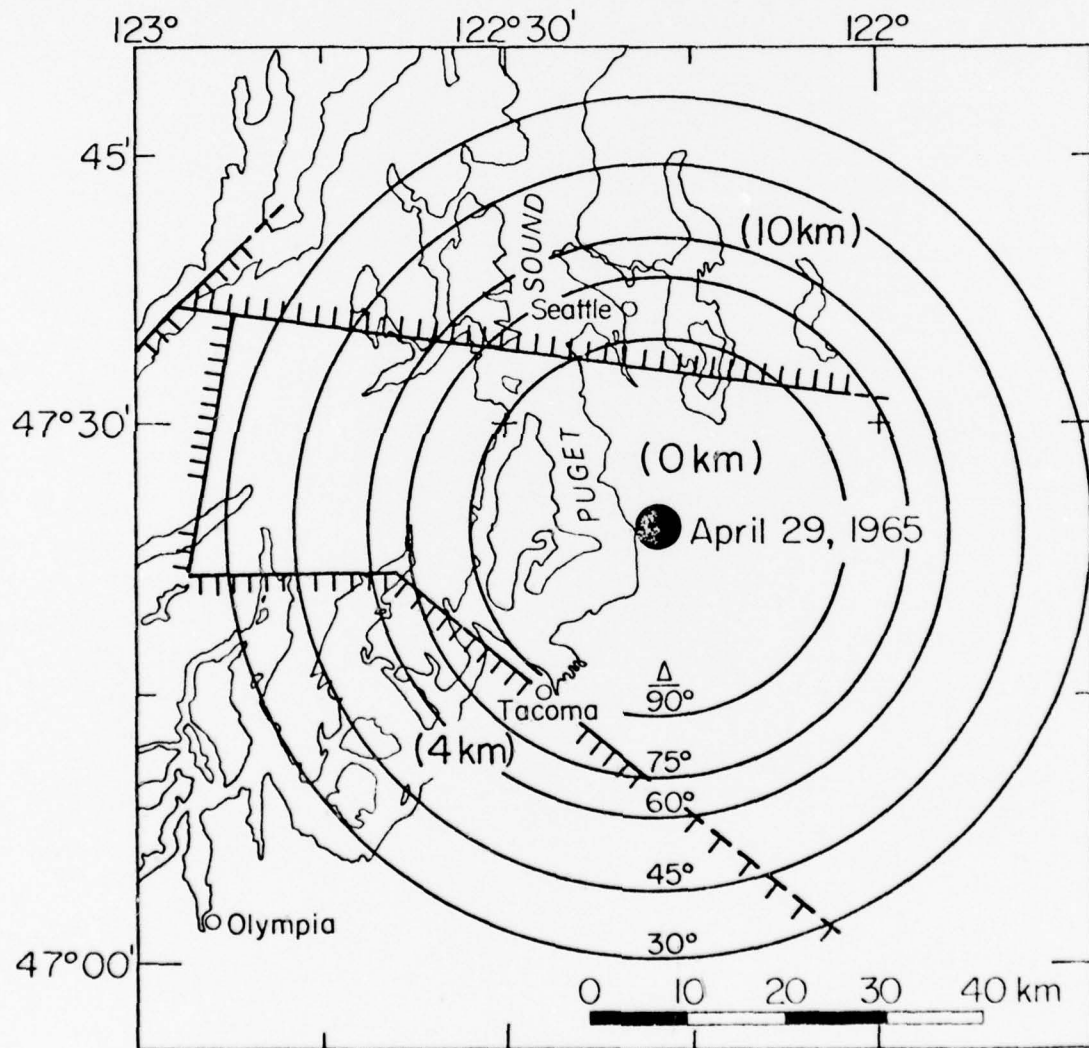 123°
122°30'
122°
45'
SOUND
(10km)
Seattle
47°30'
PUGET
(0km)
April 29, 1965
Δ
90°
Tacoma
(4km)
75°
60°
45°
30°
Olympia
47°00'
0 10 20 30 40 km